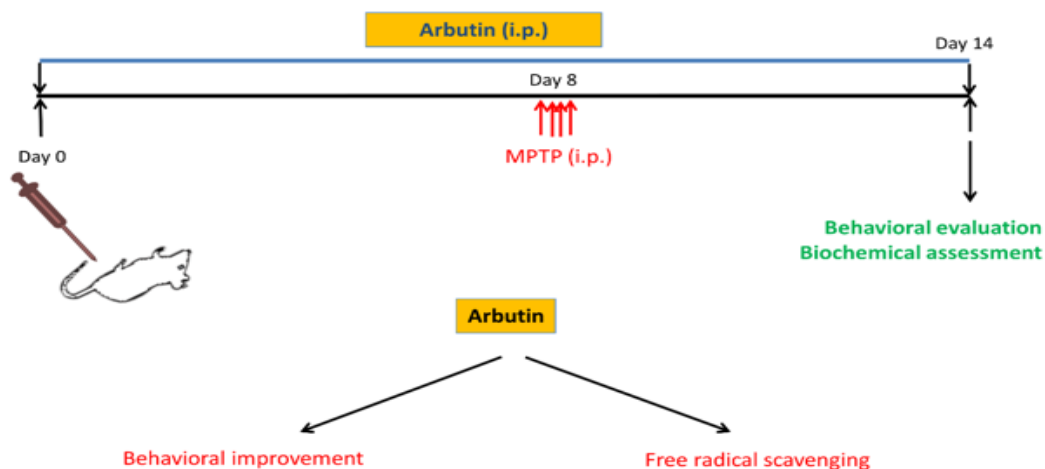 Arbutin (i.p.)
Day 14
Day 8
Day 0
MPTP (i.p.)
Behavioral evaluation
Biochemical assessment
Arbutin
Behavioral improvement
Free radical scavenging